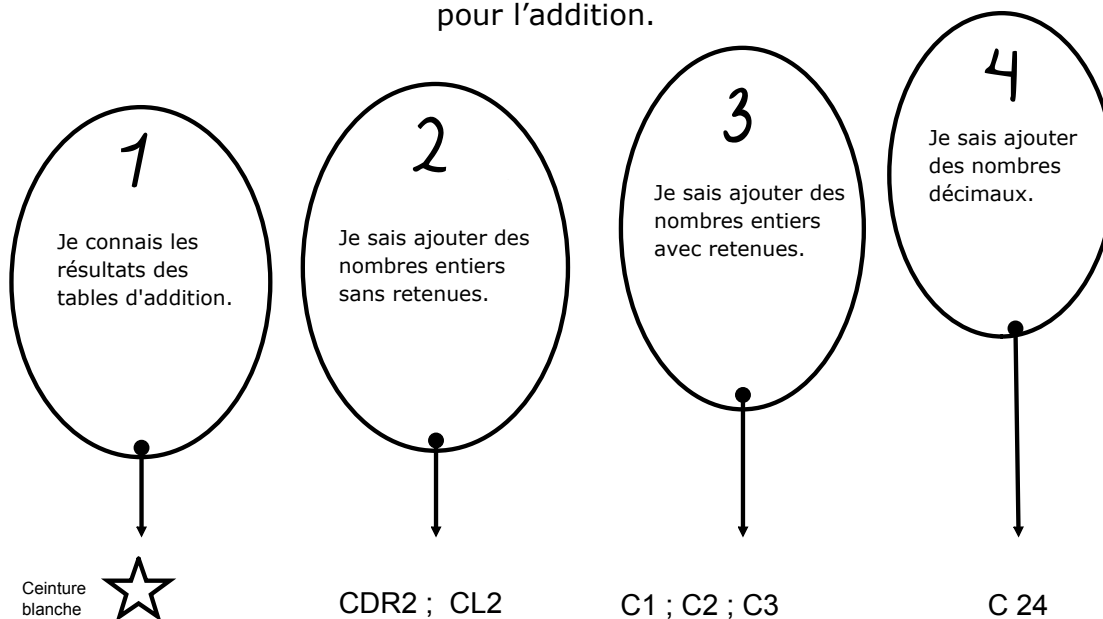 pour l’addition.
1
Je connais les
résultats des
tables d'addition.
2
Je sais ajouter des
nombres entiers
sans retenues.
3
Je sais ajouter des
nombres entiers
avec retenues.
4
Je sais ajouter
des nombres
décimaux.
Ceinture
blanche
CDR2 ; CL2
C1 ; C2 ; C3
C 24